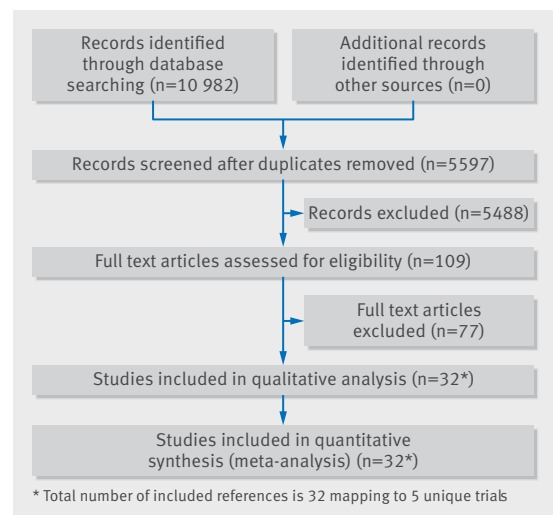 Records identified
through database
searching (n=10 982)
Additional records
identified through
other sources (n=0)
Records screened after duplicates removed (n=5597)
Records excluded (n=5488)
Full text articles assessed for eligibility (n=109)
Full text articles
excluded (n=77)
Studies included in qualitative analysis (n=32*)
Studies included in quantitative
synthesis (meta-analysis) (n=32*)
* Total number of included references is 32 mapping to 5 unique trials